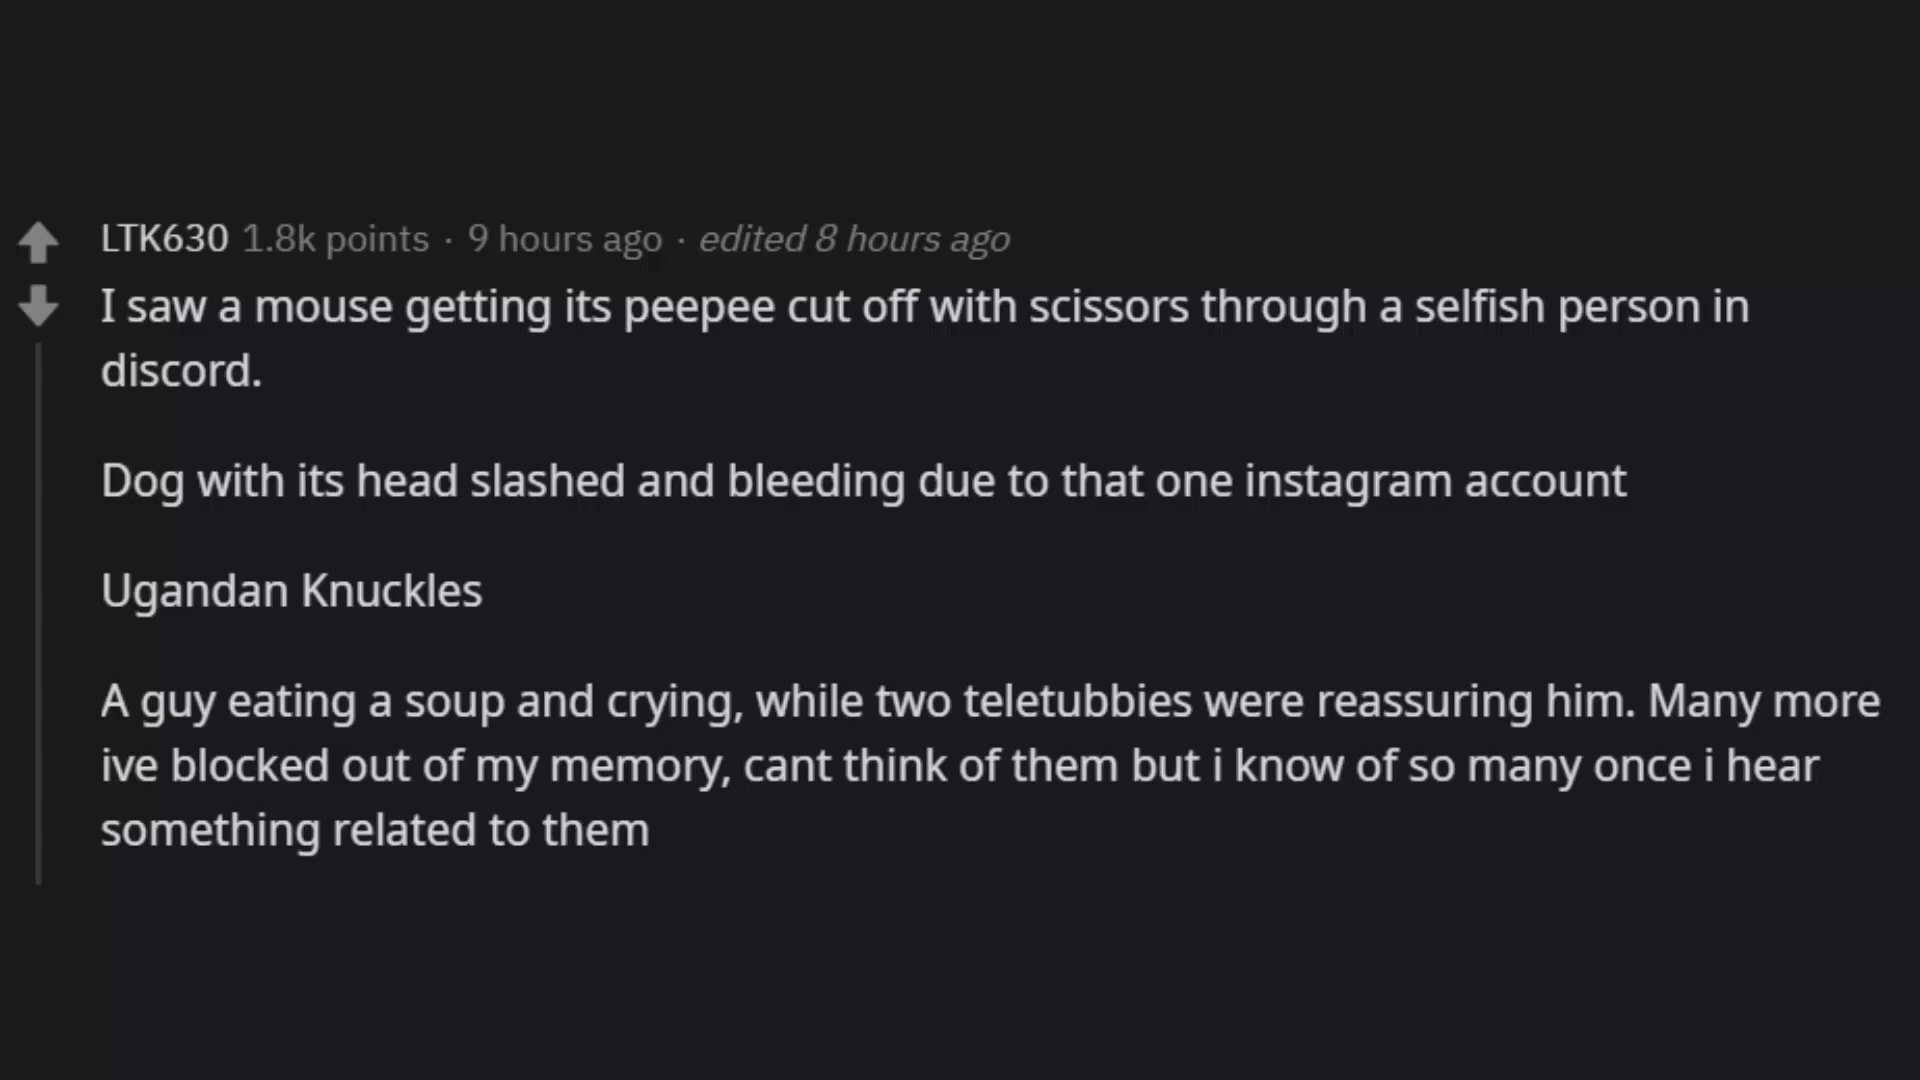 LTK630 1.8k points · 9 hours ago · edited 8 hours ago
I saw a mouse getting its peepee cut off with scissors through a selfish person in
discord.
Dog with its head slashed and bleeding due to that one instagram account
Ugandan Knuckles
A guy eating a soup and crying, while two teletubbies were reassuring him. Many more
ive blocked out of my memory, cant think of them but i know of so many once i hear
something related to them